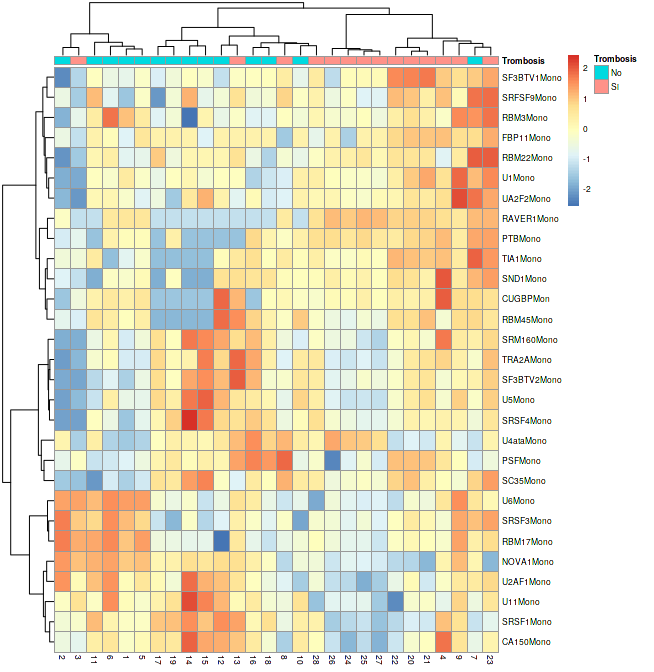 Trombosis
Trombosis
No
SI
2
1
0
-1
-2
SF3BTV1Mono
SRFSF9Mono
RBM3Mono
FBP11Mono
RBM22Mono
U1Mono
UA2F2Mono
RAVER1Mono
PTBMono
TIA1Mono
SND1Mono
CUGBPMon
RBM45Mono
SRM160Mono
TRA2AMono
SF3BTV2Mono
U5Mono
SRSF4Mono
U4ataMono
PSFMono
SC35Mono
U6Mono
SRSF3Mono
RBM17Mono
NOVA1Mono
U2AF1Mono
U11Mono
SRSF1Mono
CA150Mono
2 3 11 6 1 5 17 19 14 15 12 13 16 18 8 10 28 26 24 25 27 22 20 21 4 9 7 23